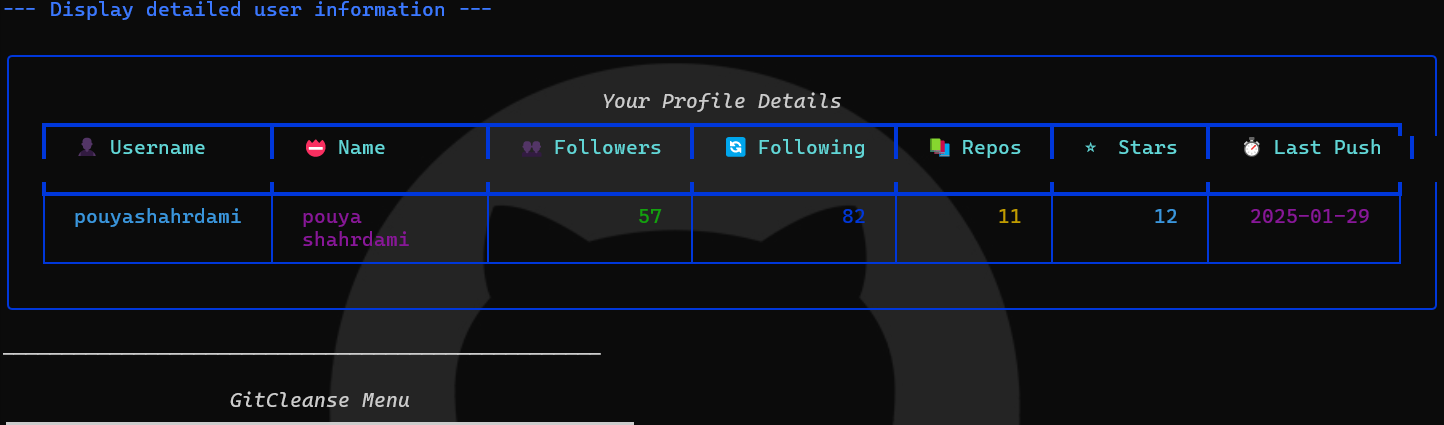 --- Display detailed user information ---
Your Profile Details
👤 Username 📛 Name 👥 Followers 🔄 Following 📚 Repos ⭐ Stars ⏱ Last Push
pouyashahrdami pouya 57 82 11 12 2025-01-29
shahrdami
GitCleanse Menu